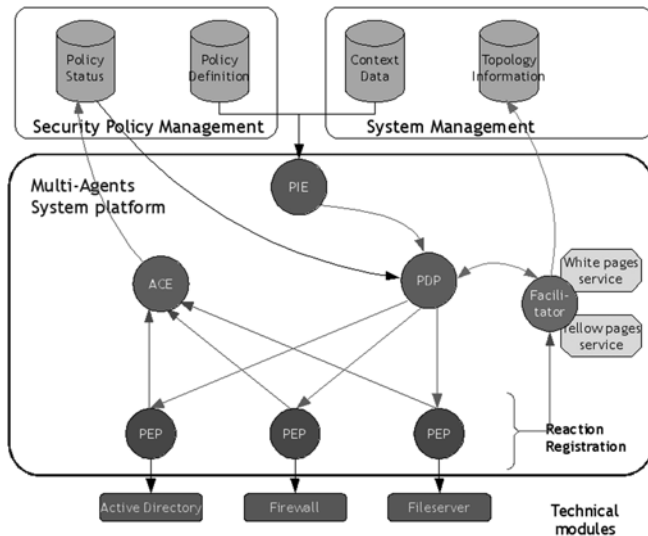 Policy
Status
Policy
Definition
Context
Data
Topology
Information
Security Policy Management
System Management
Multi-Agents
System platform
PIE
ACE
PDP
Facili-
tator
White pages
service
Yellow pages
service
PEP
PEP
PEP
Reaction
Registration
Active Directory
Firewall
Fileserver
Technical
modules